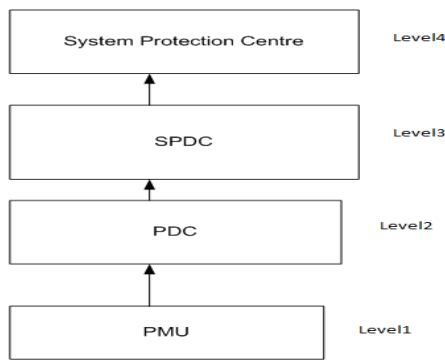 System Protection Centre
Level4
SPDC
Level3
PDC
Level2
PMU
Level1